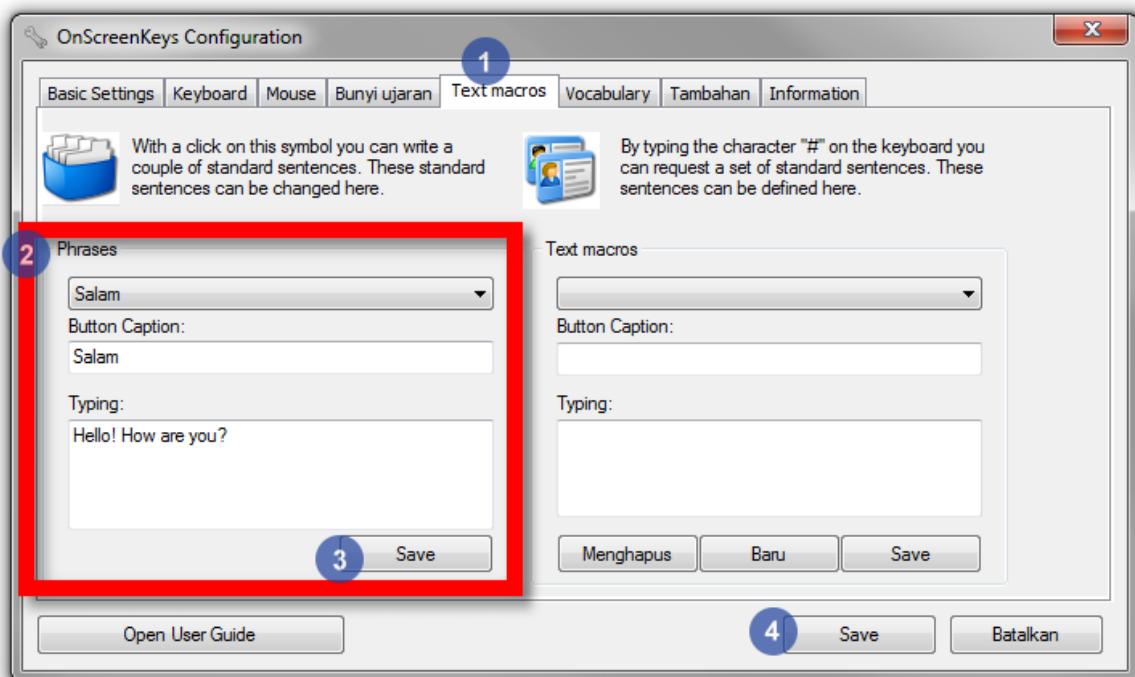 OnScreenKeys Configuration
1
Basic Settings Keyboard Mouse Bunyi ujaran Text macros Vocabulary Tambahan Information
With a click on this symbol you can write a
couple of standard sentences. These standard
sentences can be changed here.
By typing the character "#" on the keyboard you
can request a set of standard sentences. These
sentences can be defined here.
2
Phrases
Salam
Button Caption:
Salam
Typing:
Hello! How are you?
3
Save
Text macros
Button Caption:
Typing:
Menghapus Baru Save
Open User Guide
4
Save
Batalkan